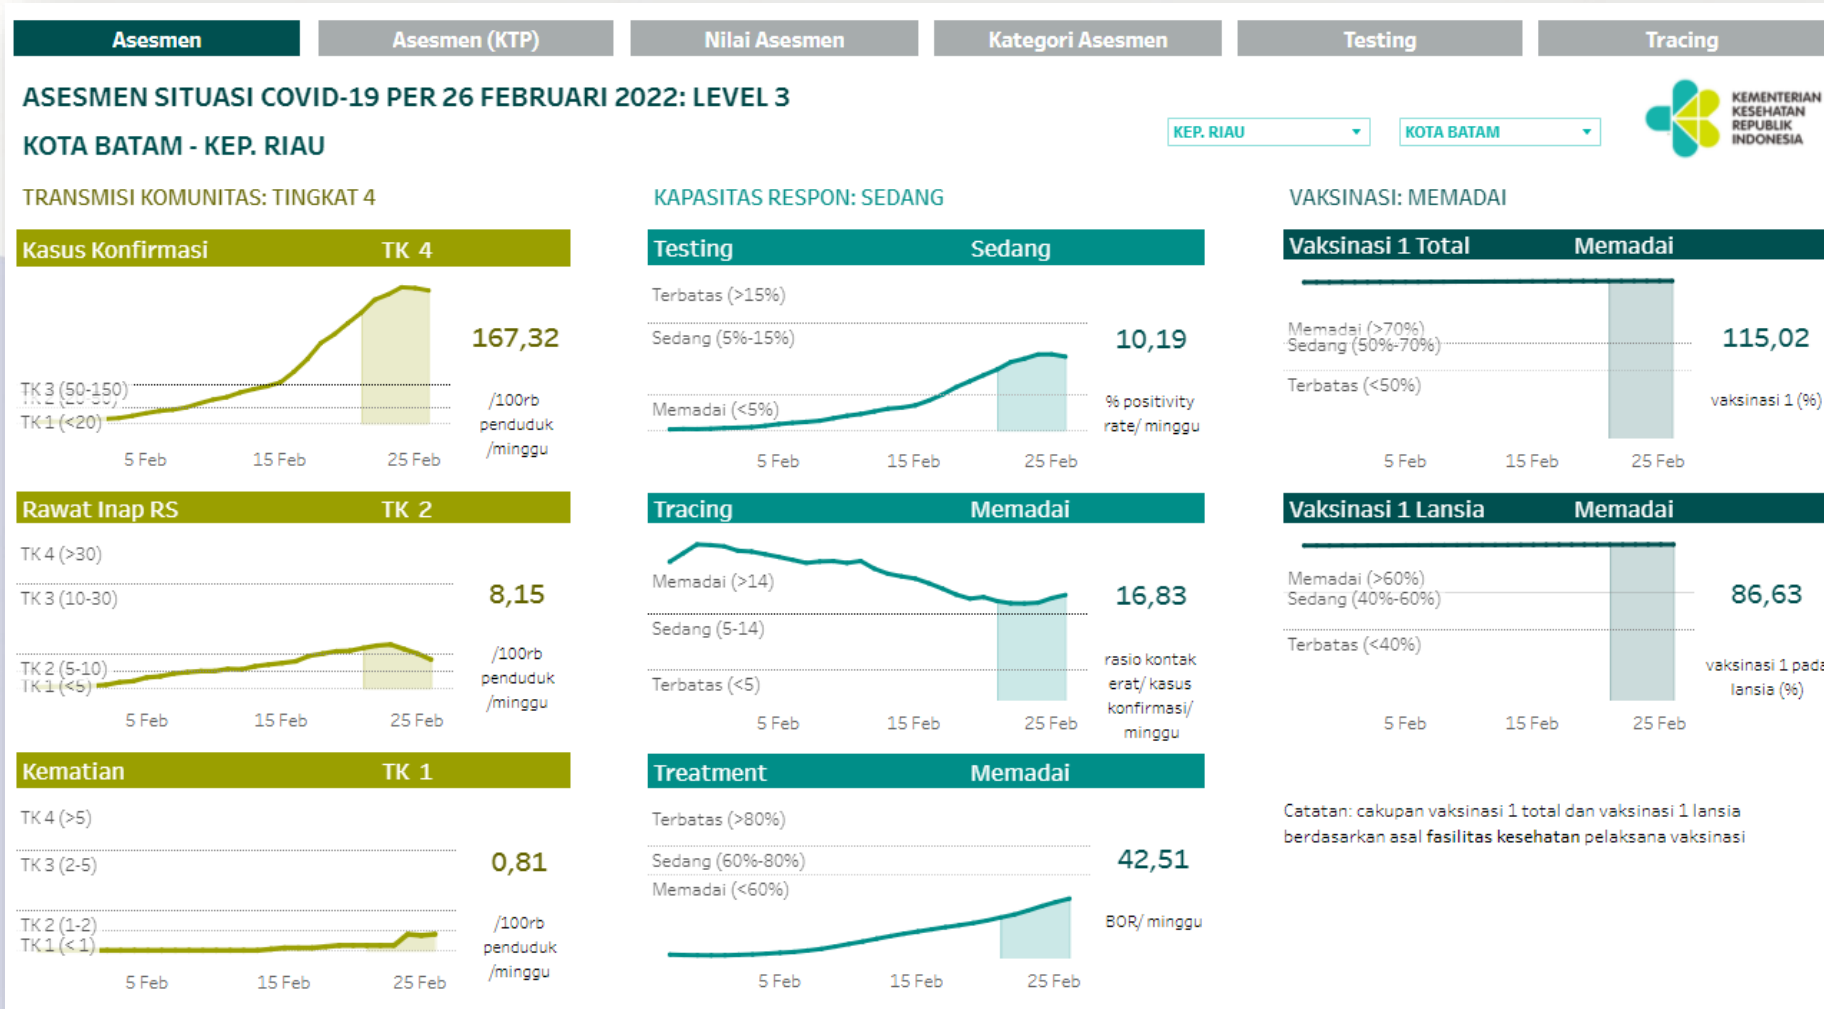 Asesmen
Asesmen (KTP)
Nilai Asesmen
Kategori Asesmen
Testing
Tracing
ASESMEN SITUASI COVID-19 PER 26 FEBRUARI 2022: LEVEL 3
KOTA BATAM - KEP. RIAU
KEP. RIAU
KOTA BATAM
KEMENTERIAN
KESEHATAN
REPUBLIK
INDONESIA
TRANSMISI KOMUNITAS: TINGKAT 4
Kasus Konfirmasi TK 4
TK 3 (50-150)
TK 1 (<20)
167,32
/100rb
penduduk
/minggu
5 Feb 15 Feb 25 Feb
Rawat Inap RS TK 2
TK 4 (>30)
TK 3 (10-30)
TK 2 (5-10)
TK 1 (<5)
8,15
/100rb
penduduk
/minggu
5 Feb 15 Feb 25 Feb
Kematian TK 1
TK 4 (>5)
TK 3 (2-5)
TK 2 (1-2)
TK 1 (<1)
0,81
/100rb
penduduk
/minggu
5 Feb 15 Feb 25 Feb
KAPASITAS RESPON: SEDANG
Testing Sedang
Terbatas (>15%)
Sedang (5%-15%)
Memadai (<5%)
10,19
% positivity
rate/ minggu
5 Feb 15 Feb 25 Feb
Tracing Memadai
Memadai (>14)
Sedang (5-14)
Terbatas (<5)
16,83
rasio kontak
erat/ kasus
konfirmasi/
minggu
5 Feb 15 Feb 25 Feb
Treatment Memadai
Terbatas (>80%)
Sedang (60%-80%)
Memadai (<60%)
42,51
BOR/ minggu
5 Feb 15 Feb 25 Feb
VAKSINASI: MEMADAI
Vaksinasi 1 Total Memadai
Memadai (>70%)
Sedang (50%-70%)
Terbatas (<50%)
115,02
vaksinasi 1 (%)
5 Feb 15 Feb 25 Feb
Vaksinasi 1 Lansia Memadai
Memadai (>60%)
Sedang (40%-60%)
Terbatas (<40%)
86,63
vaksinasi 1 pada
lansia (%)
5 Feb 15 Feb 25 Feb
Catatan: cakupan vaksinasi 1 total dan vaksinasi 1 lansia
berdasarkan asal fasilitas kesehatan pelaksana vaksinasi